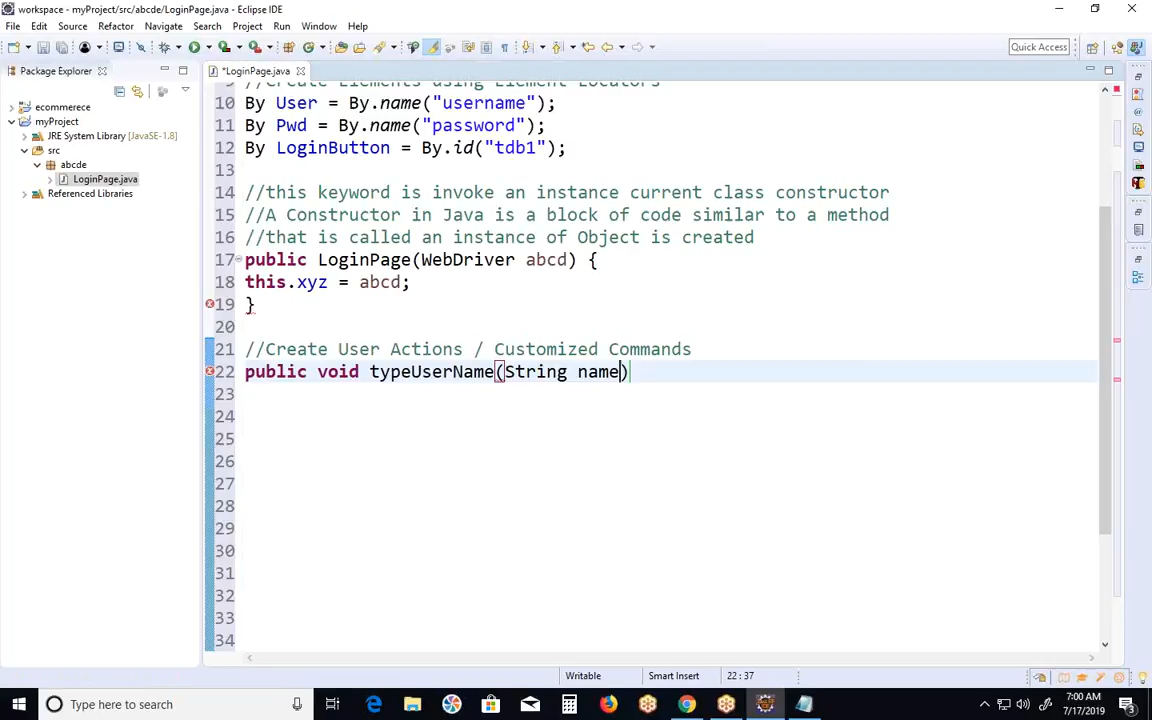 workspace - myProject/src/abcde/LoginPage.java - Eclipse IDE
File Edit Source Refactor Navigate Search Project Run Window Help
Quick Access
Package Explorer
*LoginPage.java
ecommerece
myProject
JRE System Library [JavaSE-1.8]
src
abcde
LoginPage.java
Referenced Libraries
//Create Elements using Element Locators
10 By User = By.name("username");
11 By Pwd = By.name("password");
12 By LoginButton = By.id("tdb1");
13
14 //this keyword is invoke an instance current class constructor
15 //A Constructor in Java is a block of code similar to a method
16 //that is called an instance of Object is created
17 public LoginPage(WebDriver abcd) {
18 this.xyz = abcd;
19 }
20
21 //Create User Actions / Customized Commands
22 public void typeUserName(String name)
23
24
25
26
27
28
29
30
31
32
33
34
Writable Smart Insert 22 : 37
Type here to search
7:00 AM
7/17/2019
3